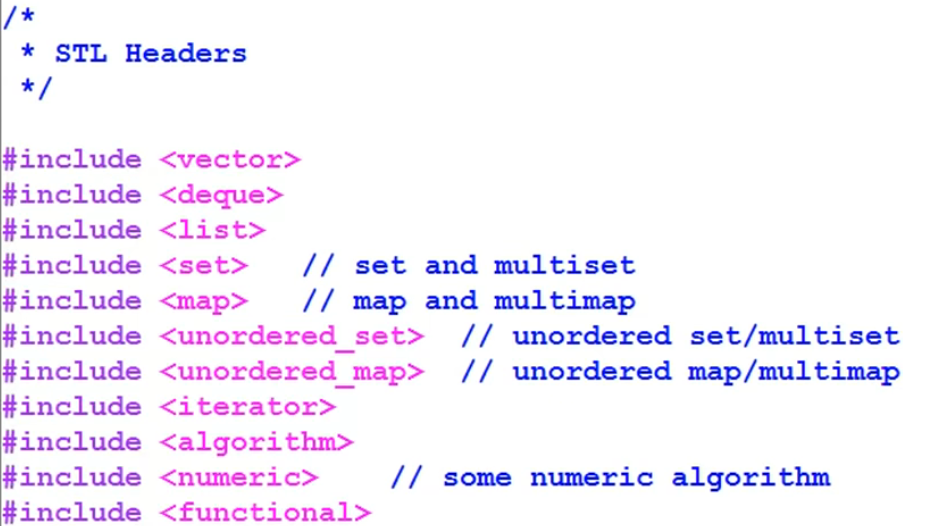 /*
 * STL Headers
 */
#include <vector>
#include <deque>
#include <list>
#include <set>   // set and multiset
#include <map>   // map and multimap
#include <unordered_set>  // unordered set/multiset
#include <unordered_map>  // unordered map/multimap
#include <iterator>
#include <algorithm>
#include <numeric>    // some numeric algorithm
#include <functional>